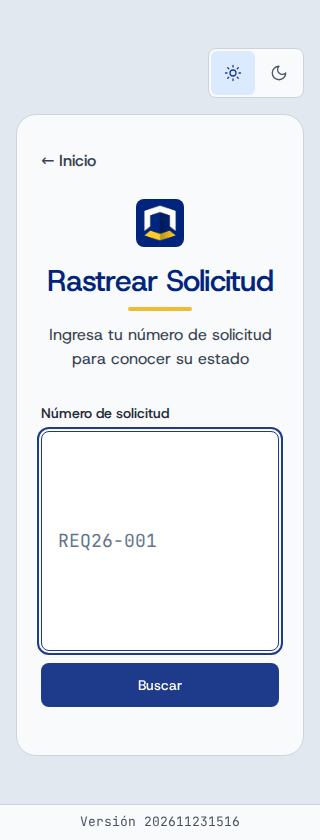 ← Inicio
Rastrear Solicitud
Ingresa tu número de solicitud
para conocer su estado
Número de solicitud
REQ26-001
Buscar
Versión 202611231516